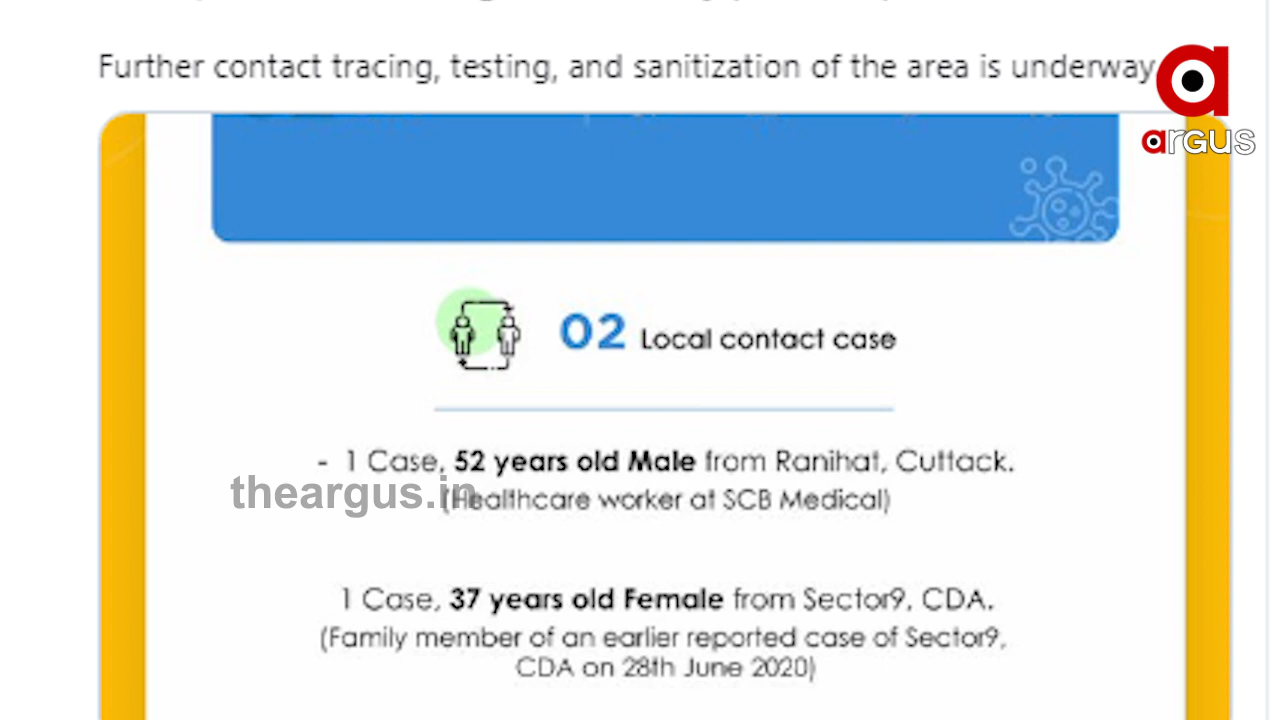 Further contact tracing, testing, and sanitization of the area is underway
argus
02 Local contact case
- 1 Case, 52 years old Male from Ranihat, Cuttack.
theargus.in
(Healthcare worker at SCB Medical)
1 Case, 37 years old Female from Sector9, CDA.
(Family member of an earlier reported case of Sector9,
CDA on 28th June 2020)